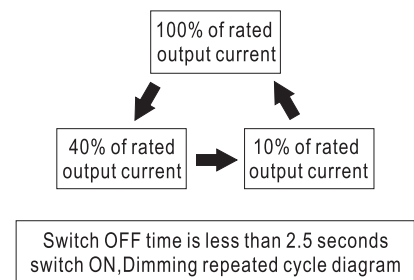 100% of rated
output current
40% of rated
output current
10% of rated
output current
Switch OFF time is less than 2.5 seconds
switch ON,Dimming repeated cycle diagram